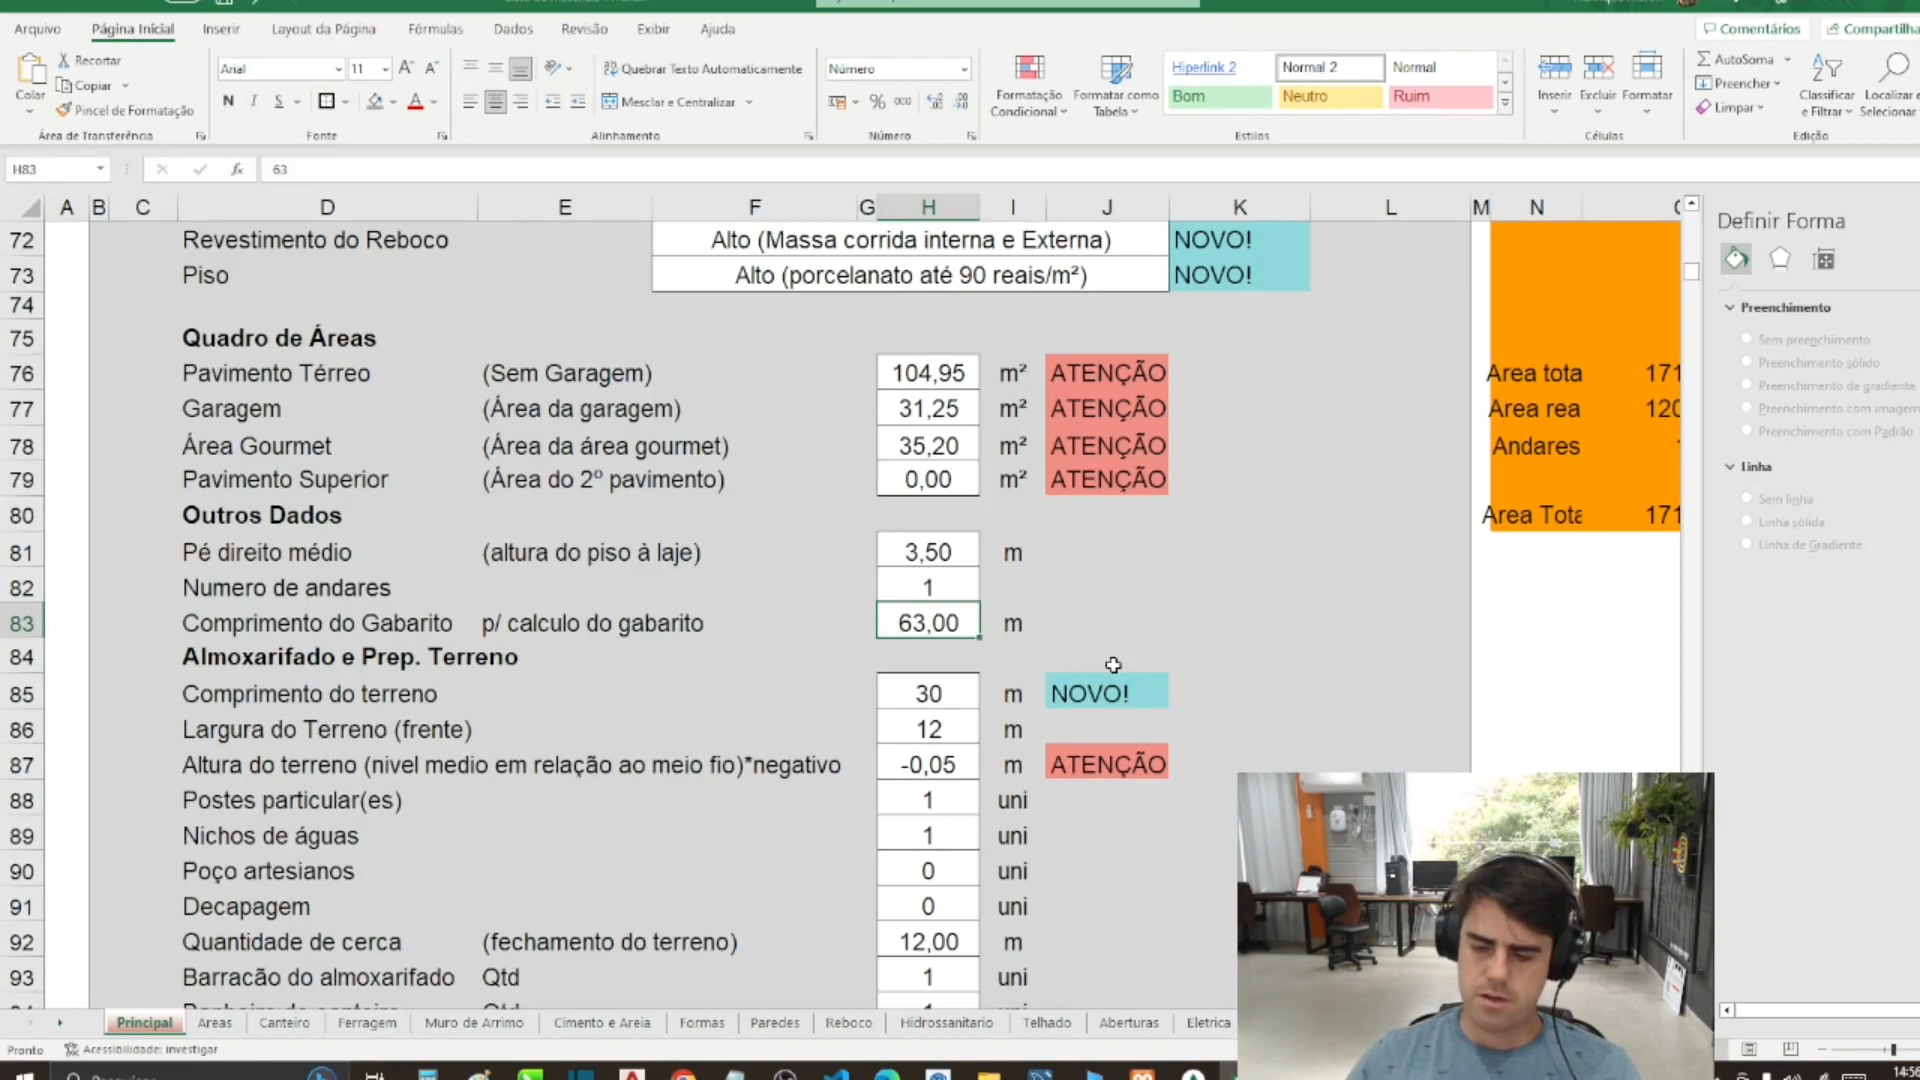 Arquivo Página Inicial Inserir Layout da Página Fórmulas Dados Revisão Exibir Ajuda Comentários Compartilha
Colar
Recortar
Copiar
Pincel de Formatação
Área de Transferência
Arial 11
N I S
Fonte
Quebrar Texto Automaticamente
Mesclar e Centralizar
Alinhamento
Número
% 000
Número
Formatação Condicional
Formatar como Tabela
Hiperlink 2 Normal 2 Normal
Bom Neutro Ruim
Estilos
Inserir Excluir Formatar
Células
AutoSoma
Preencher
Limpar
Classificar e Filtrar
Localizar e Selecionar
Edição
H83 fx 63
A B C D E F G H I J K L M N
72 Revestimento do Reboco Alto (Massa corrida interna e Externa) NOVO!
73 Piso Alto (porcelanato até 90 reais/m²) NOVO!
74
75 Quadro de Áreas
76 Pavimento Térreo (Sem Garagem) 104,95 m² ATENÇÃO Area tota 171
77 Garagem (Área da garagem) 31,25 m² ATENÇÃO Area rea 120
78 Área Gourmet (Área da área gourmet) 35,20 m² ATENÇÃO Andares
79 Pavimento Superior (Área do 2º pavimento) 0,00 m² ATENÇÃO
80 Outros Dados Area Tota 171
81 Pé direito médio (altura do piso à laje) 3,50 m
82 Numero de andares 1
83 Comprimento do Gabarito p/ calculo do gabarito 63,00 m
84 Almoxarifado e Prep. Terreno
85 Comprimento do terreno 30 m NOVO!
86 Largura do Terreno (frente) 12 m
87 Altura do terreno (nivel medio em relação ao meio fio)*negativo -0,05 m ATENÇÃO
88 Postes particular(es) 1 uni
89 Nichos de águas 1 uni
90 Poço artesianos 0 uni
91 Decapagem 0 uni
92 Quantidade de cerca (fechamento do terreno) 12,00 m
93 Barracão do almoxarifado Qtd 1 uni
Definir Forma
Preenchimento
Sem preenchimento
Preenchimento sólido
Preenchimento de gradiente
Preenchimento com imagem
Preenchimento com Padrão
Linha
Sem linha
Linha sólida
Linha de Gradiente
Principal Areas Canteiro Ferragem Muro de Arrimo Cimento e Areia Formas Paredes Reboco Hidrossanitario Telhado Aberturas Eletrica
Pronto Acessibilidade: investigar
14:56